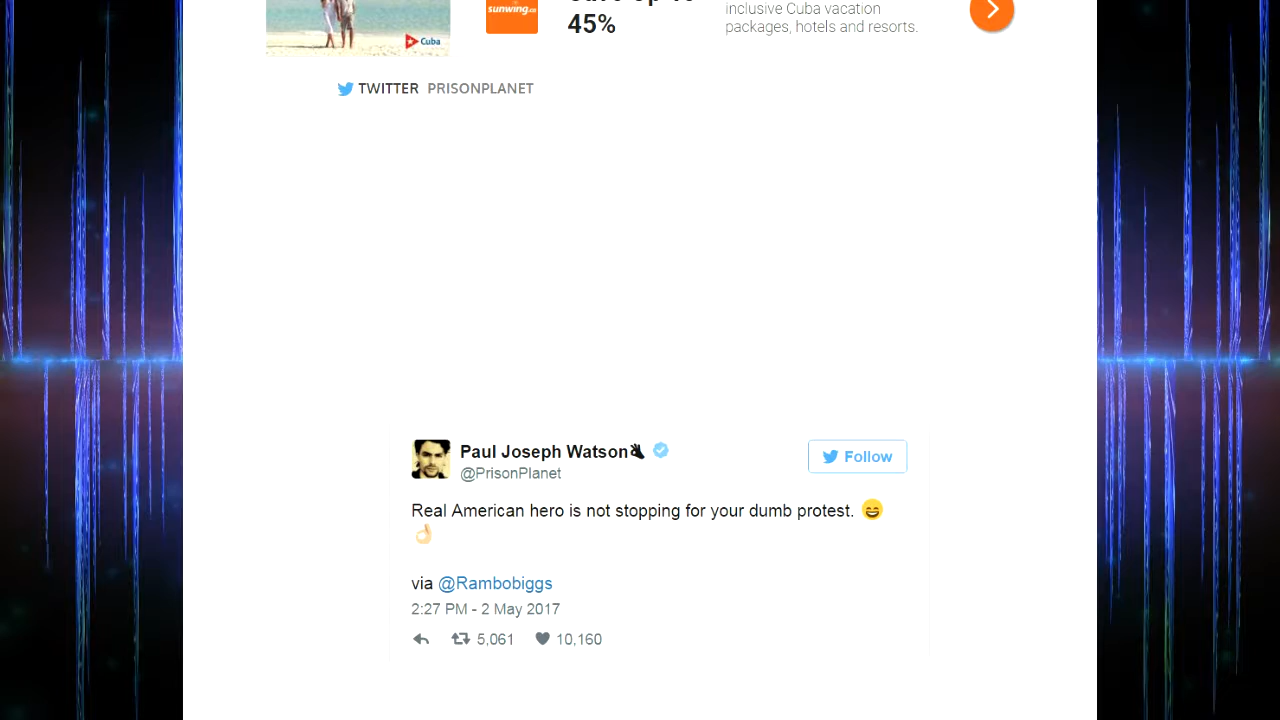 sunwing.ca
45%
inclusive Cuba vacation
packages, hotels and resorts.
Cuba
TWITTER PRISONPLANET
Paul Joseph Watson
@PrisonPlanet
Follow
Real American hero is not stopping for your dumb protest. 😄
👌🏻
via @Rambobiggs
2:27 PM - 2 May 2017
5,061 10,160